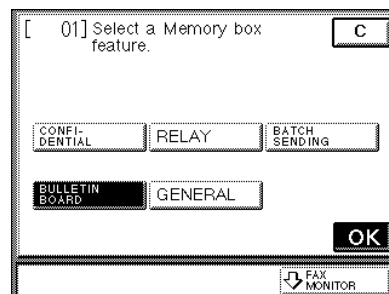 [ 01] Select a Memory box
feature.
C
CONFI-
DENTIAL
RELAY
BATCH
SENDING
BULLETIN
BOARD
GENERAL
OK
FAX
MONITOR